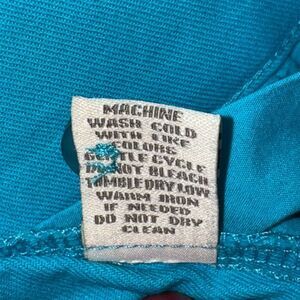 MACHINE
WASH COLD
WITH LIKE
COLORS
GENTLE CYCLE
DO NOT BLEACH
TUMBLE DRY LOW
WARM IRON
IF NEEDED
DO NOT DRY
CLEAN